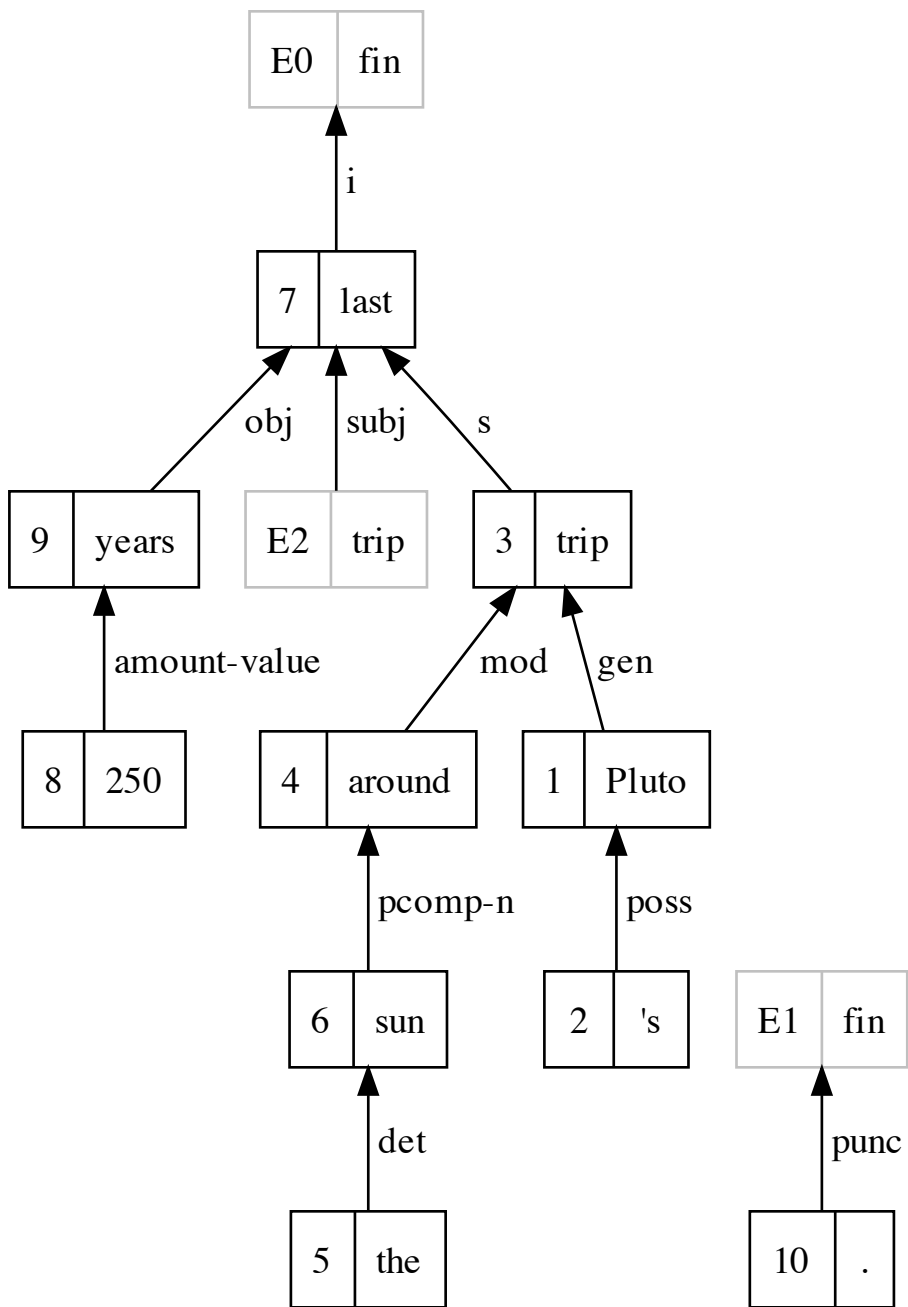 E0 fin
i
7 last
obj subj s
9 years E2 trip 3 trip
amount-value mod gen
8 250 4 around 1 Pluto
pcomp-n poss
6 sun 2 's E1 fin
det punc
5 the 10 .